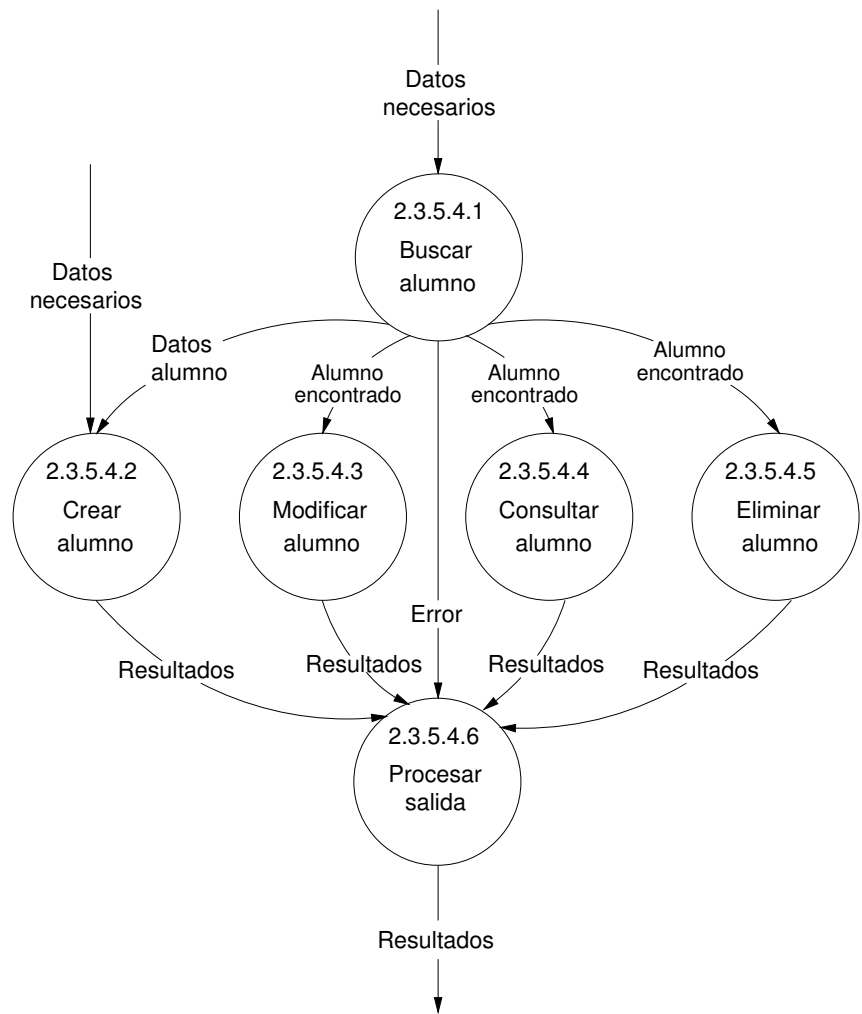 Datos
necesarios
2.3.5.4.1
Buscar
alumno
Datos
necesarios
Datos
alumno
Alumno
encontrado
Alumno
encontrado
Alumno
encontrado
2.3.5.4.2
Crear
alumno
2.3.5.4.3
Modificar
alumno
2.3.5.4.4
Consultar
alumno
2.3.5.4.5
Eliminar
alumno
Error
Resultados
Resultados
Resultados
Resultados
2.3.5.4.6
Procesar
salida
Resultados